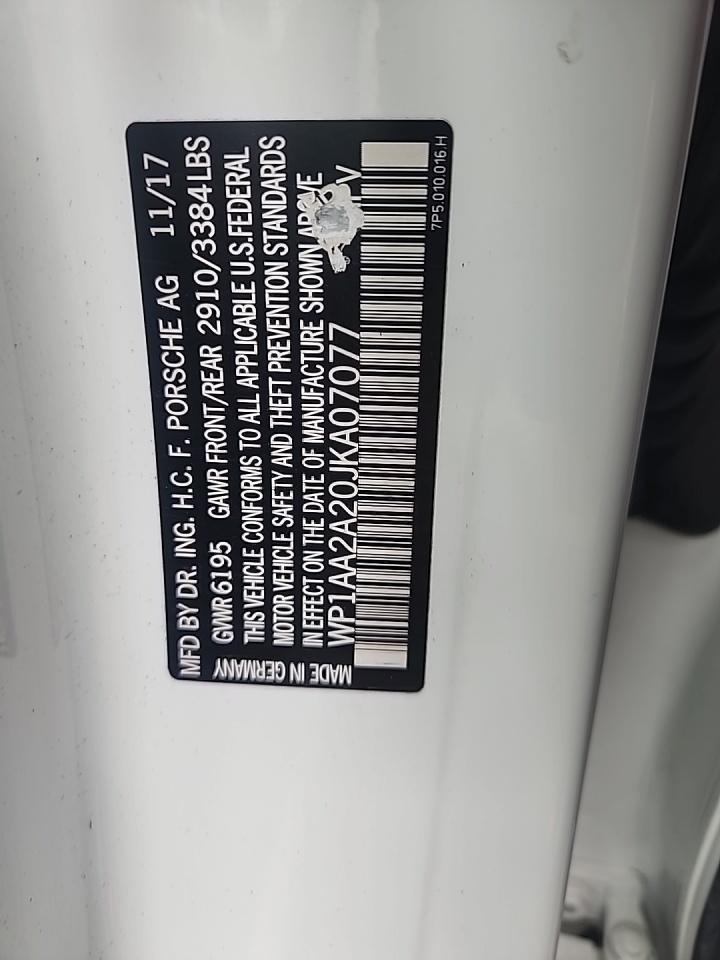 MFD BY DR. ING. H.C. F. PORSCHE AG 11/17
GVWR 6195 GAWR FRONT/REAR 2910/3384 LBS
THIS VEHICLE CONFORMS TO ALL APPLICABLE U.S.FEDERAL
MOTOR VEHICLE SAFETY AND THEFT PREVENTION STANDARDS
IN EFFECT ON THE DATE OF MANUFACTURE SHOWN ABOVE
WP1AA2A20JKA07077
MADE IN GERMANY
7P5.010.016.H